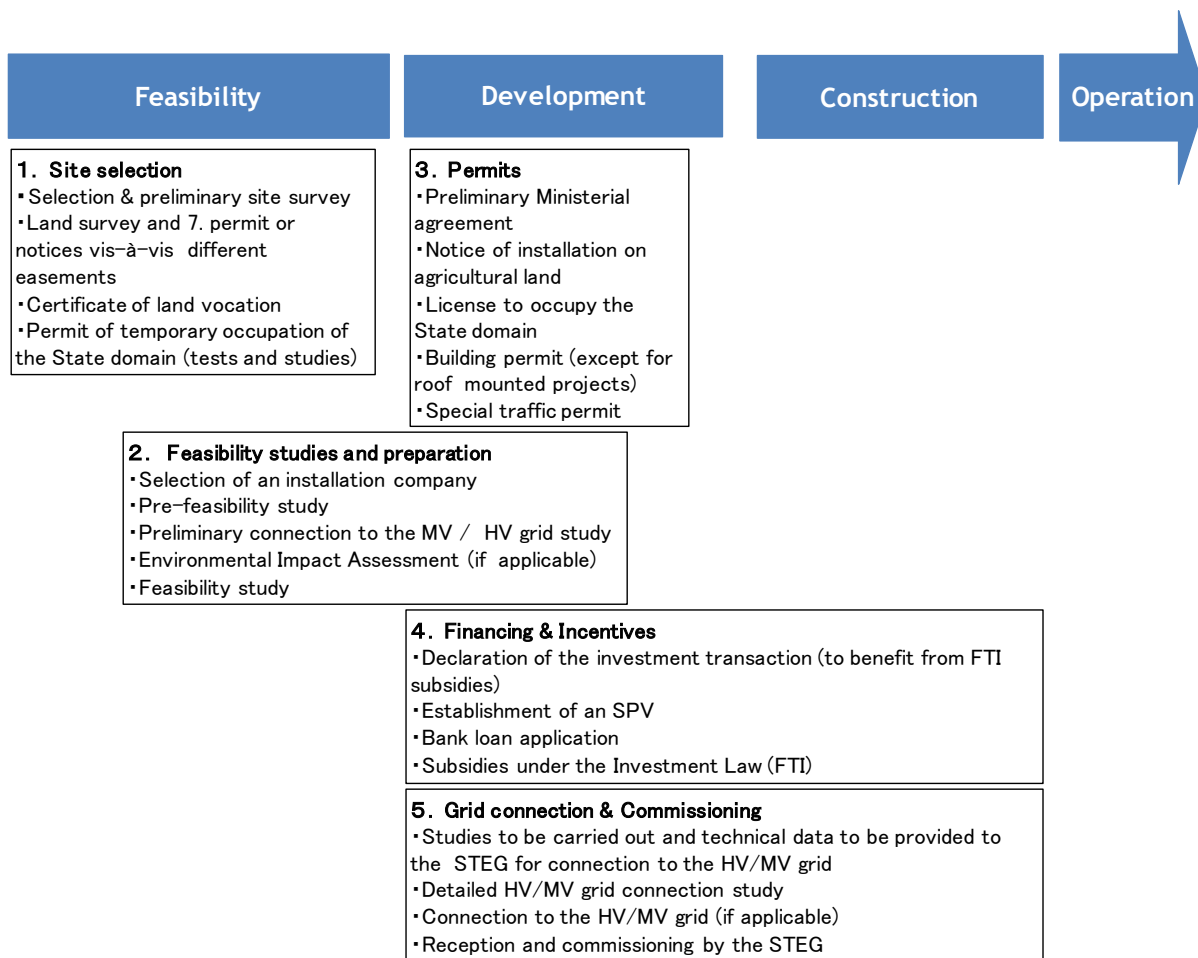 Feasibility
Development
Construction
Operation
1. Site selection
・Selection & preliminary site survey
・Land survey and 7. permit or
notices vis-à-vis different
easements
・Certificate of land vocation
・Permit of temporary occupation of
the State domain (tests and studies)
3. Permits
・Preliminary Ministerial
agreement
・Notice of installation on
agricultural land
・License to occupy the
State domain
・Building permit (except for
roof mounted projects)
・Special traffic permit
2. Feasibility studies and preparation
・Selection of an installation company
・Pre-feasibility study
・Preliminary connection to the MV / HV grid study
・Environmental Impact Assessment (if applicable)
・Feasibility study
4. Financing & Incentives
・Declaration of the investment transaction (to benefit from FTI
subsidies)
・Establishment of an SPV
・Bank loan application
・Subsidies under the Investment Law (FTI)
5. Grid connection & Commissioning
・Studies to be carried out and technical data to be provided to
the STEG for connection to the HV/MV grid
・Detailed HV/MV grid connection study
・Connection to the HV/MV grid (if applicable)
・Reception and commissioning by the STEG